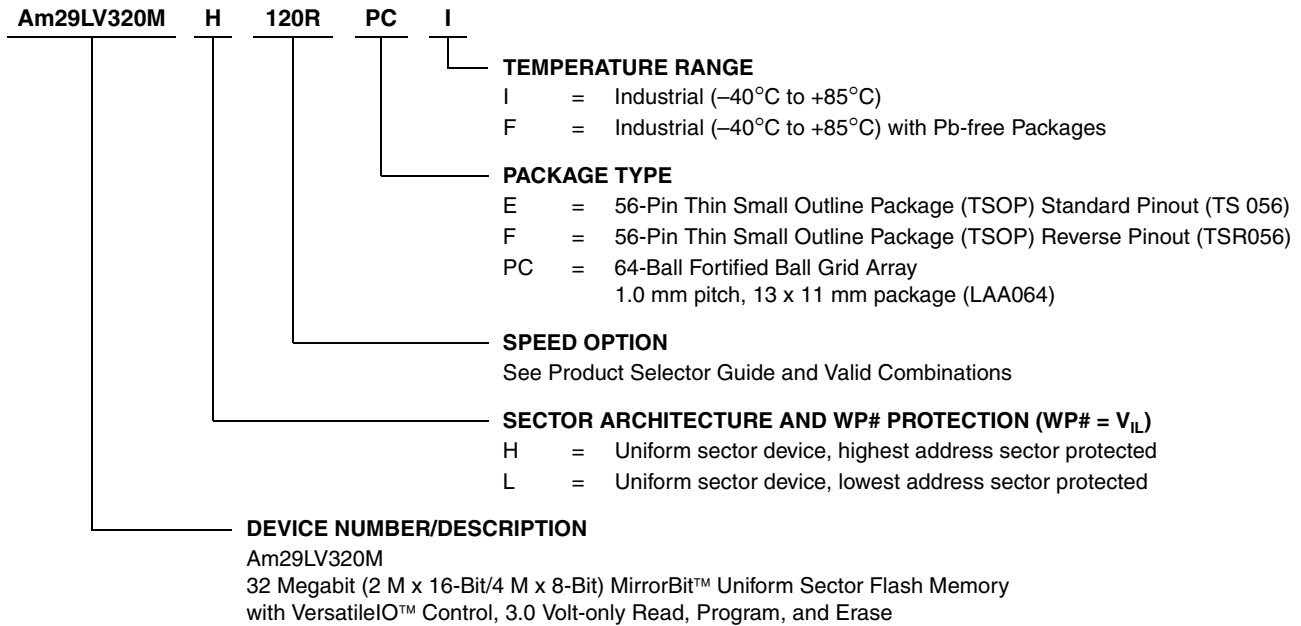 Am29LV320M H 120R PC I
TEMPERATURE RANGE
I = Industrial (–40°C to +85°C)
F = Industrial (–40°C to +85°C) with Pb-free Packages
PACKAGE TYPE
E = 56-Pin Thin Small Outline Package (TSOP) Standard Pinout (TS 056)
F = 56-Pin Thin Small Outline Package (TSOP) Reverse Pinout (TSR056)
PC = 64-Ball Fortified Ball Grid Array
1.0 mm pitch, 13 x 11 mm package (LAA064)
SPEED OPTION
See Product Selector Guide and Valid Combinations
SECTOR ARCHITECTURE AND WP# PROTECTION (WP# = VIL)
H = Uniform sector device, highest address sector protected
L = Uniform sector device, lowest address sector protected
DEVICE NUMBER/DESCRIPTION
Am29LV320M
32 Megabit (2 M x 16-Bit/4 M x 8-Bit) MirrorBit™ Uniform Sector Flash Memory
with VersatileIO™ Control, 3.0 Volt-only Read, Program, and Erase